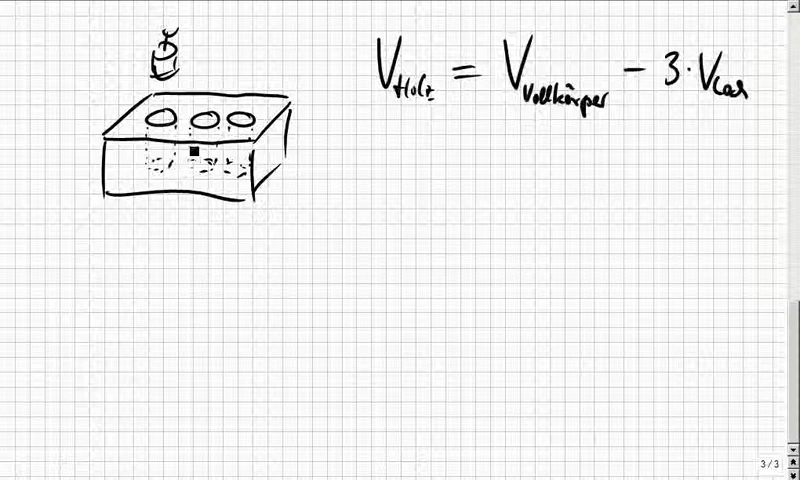 V_Holz = V_Vollkörper - 3 · V_Loch
3 / 3